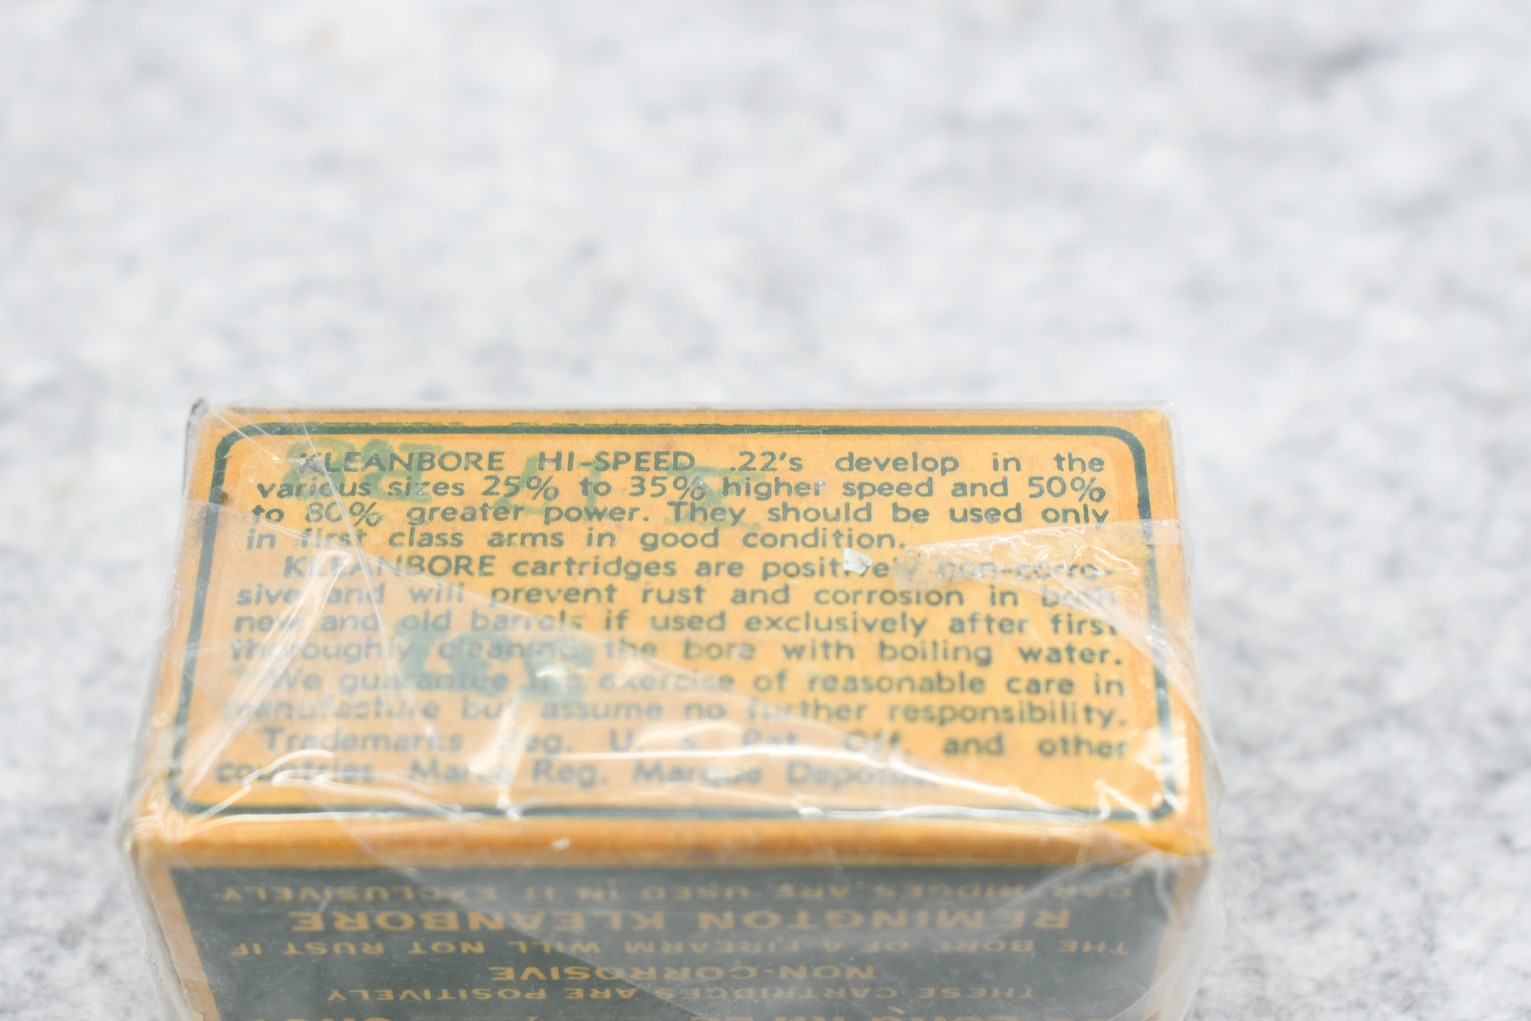 KLEANBORE HI-SPEED .22's develop in the
various sizes 25% to 35% higher speed and 50%
to 80% greater power. They should be used only
in first class arms in good condition.
KLEANBORE cartridges are positively non-corro-
sive and will prevent rust and corrosion in both
new and old barrels if used exclusively after first
thoroughly cleaning the bore with boiling water.
We guarantee the exercise of reasonable care in
manufacture but assume no further responsibility.
Trademarks Reg. U. S. Pat. Off. and other
countries Marca Reg. Marque Depose.
THESE CARTRIDGES ARE POSITIVELY
NON-CORROSIVE
THE BORE OF A FIREARM WILL NOT RUST IF
REMINGTON KLEANBORE
CARTRIDGES ARE USED IN IT EXCLUSIVELY